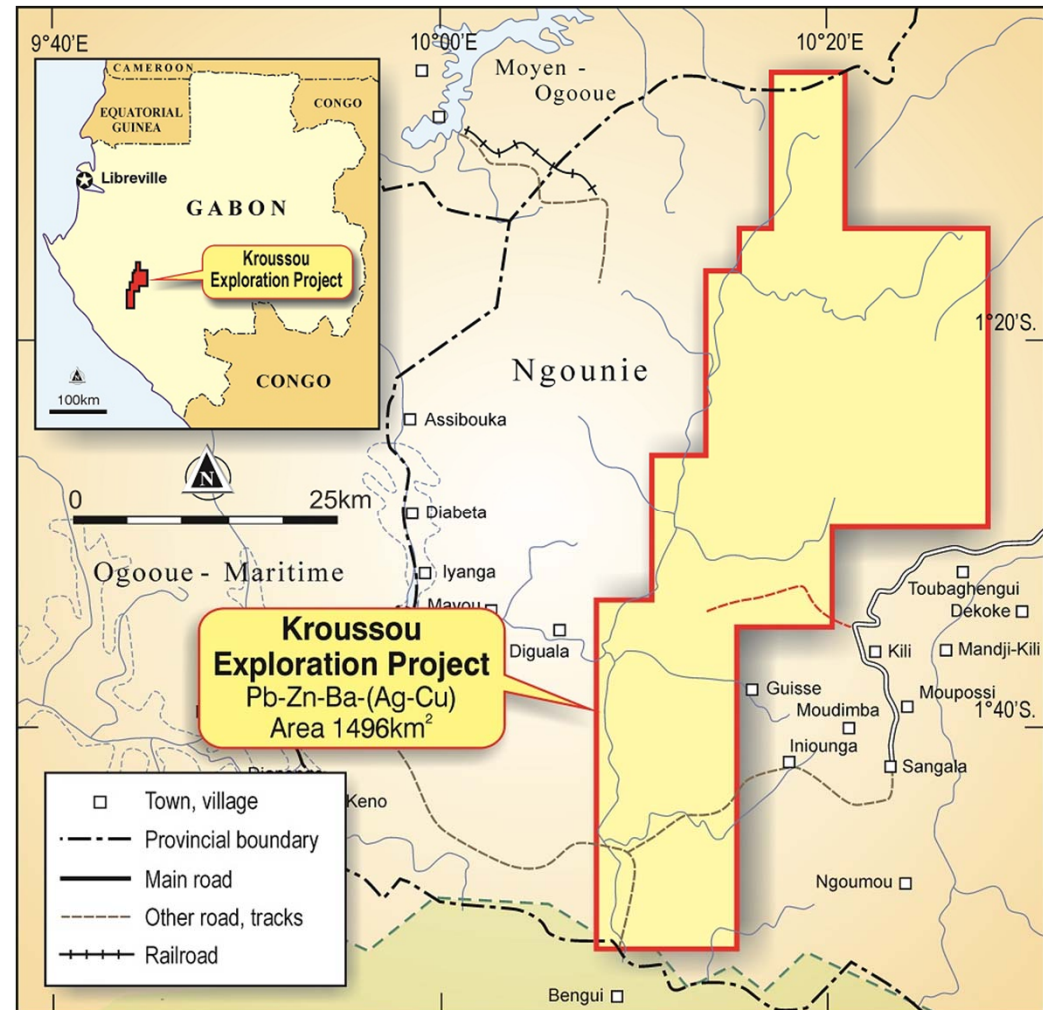 9°40'E
10°00'E
10°20'E
CAMEROON
EQUATORIAL
GUINEA
CONGO
Libreville
GABON
Kroussou
Exploration Project
CONGO
N
100km
Moyen -
Ogooue
1°20'S.
Ngounie
Assibouka
N
0 25km
Diabeta
Ogooue - Maritime
Iyanga
Mayou
Diguala
Toubaghengui
Dekoke
Kili
Mandji-Kili
Kroussou
Exploration Project
Pb-Zn-Ba-(Ag-Cu)
Area 1496km²
Guisse
Moupossi
Moudimba
1°40'S.
Iniounga
Sangala
Keno
Ngoumou
Bengui
Town, village
Provincial boundary
Main road
Other road, tracks
Railroad